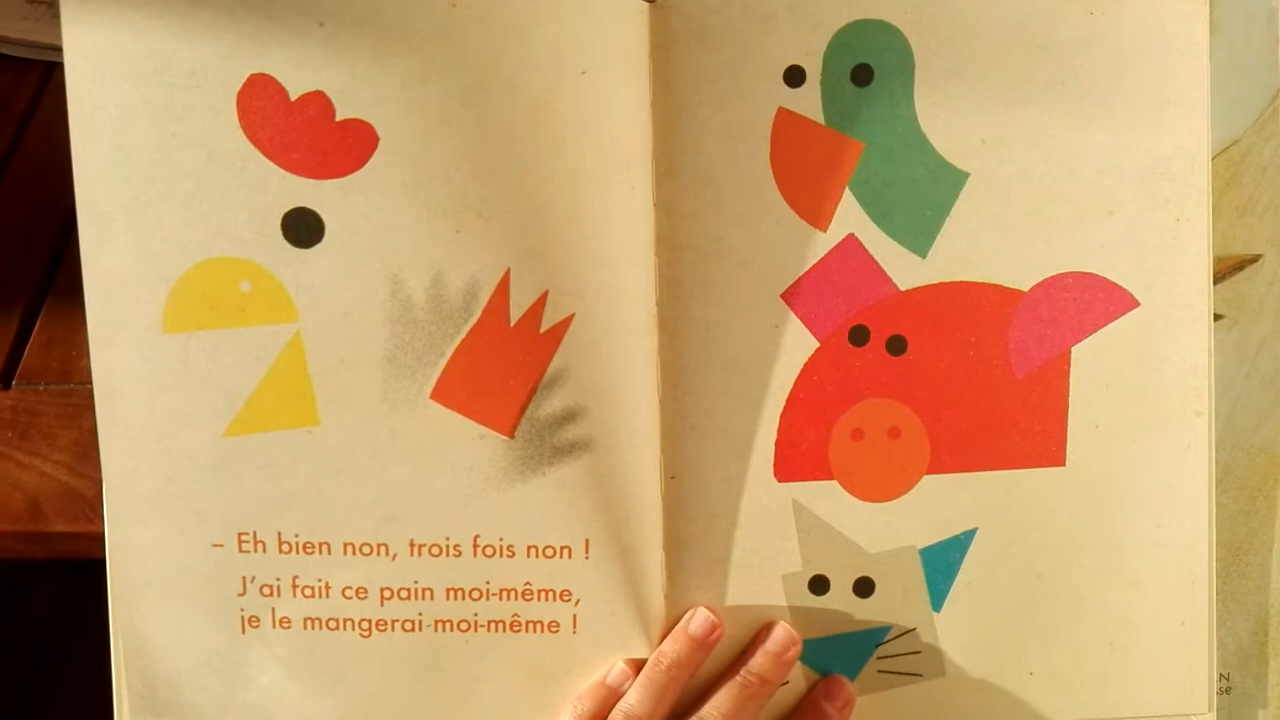 – Eh bien non, trois fois non !
J'ai fait ce pain moi-même,
je le mangerai moi-même !